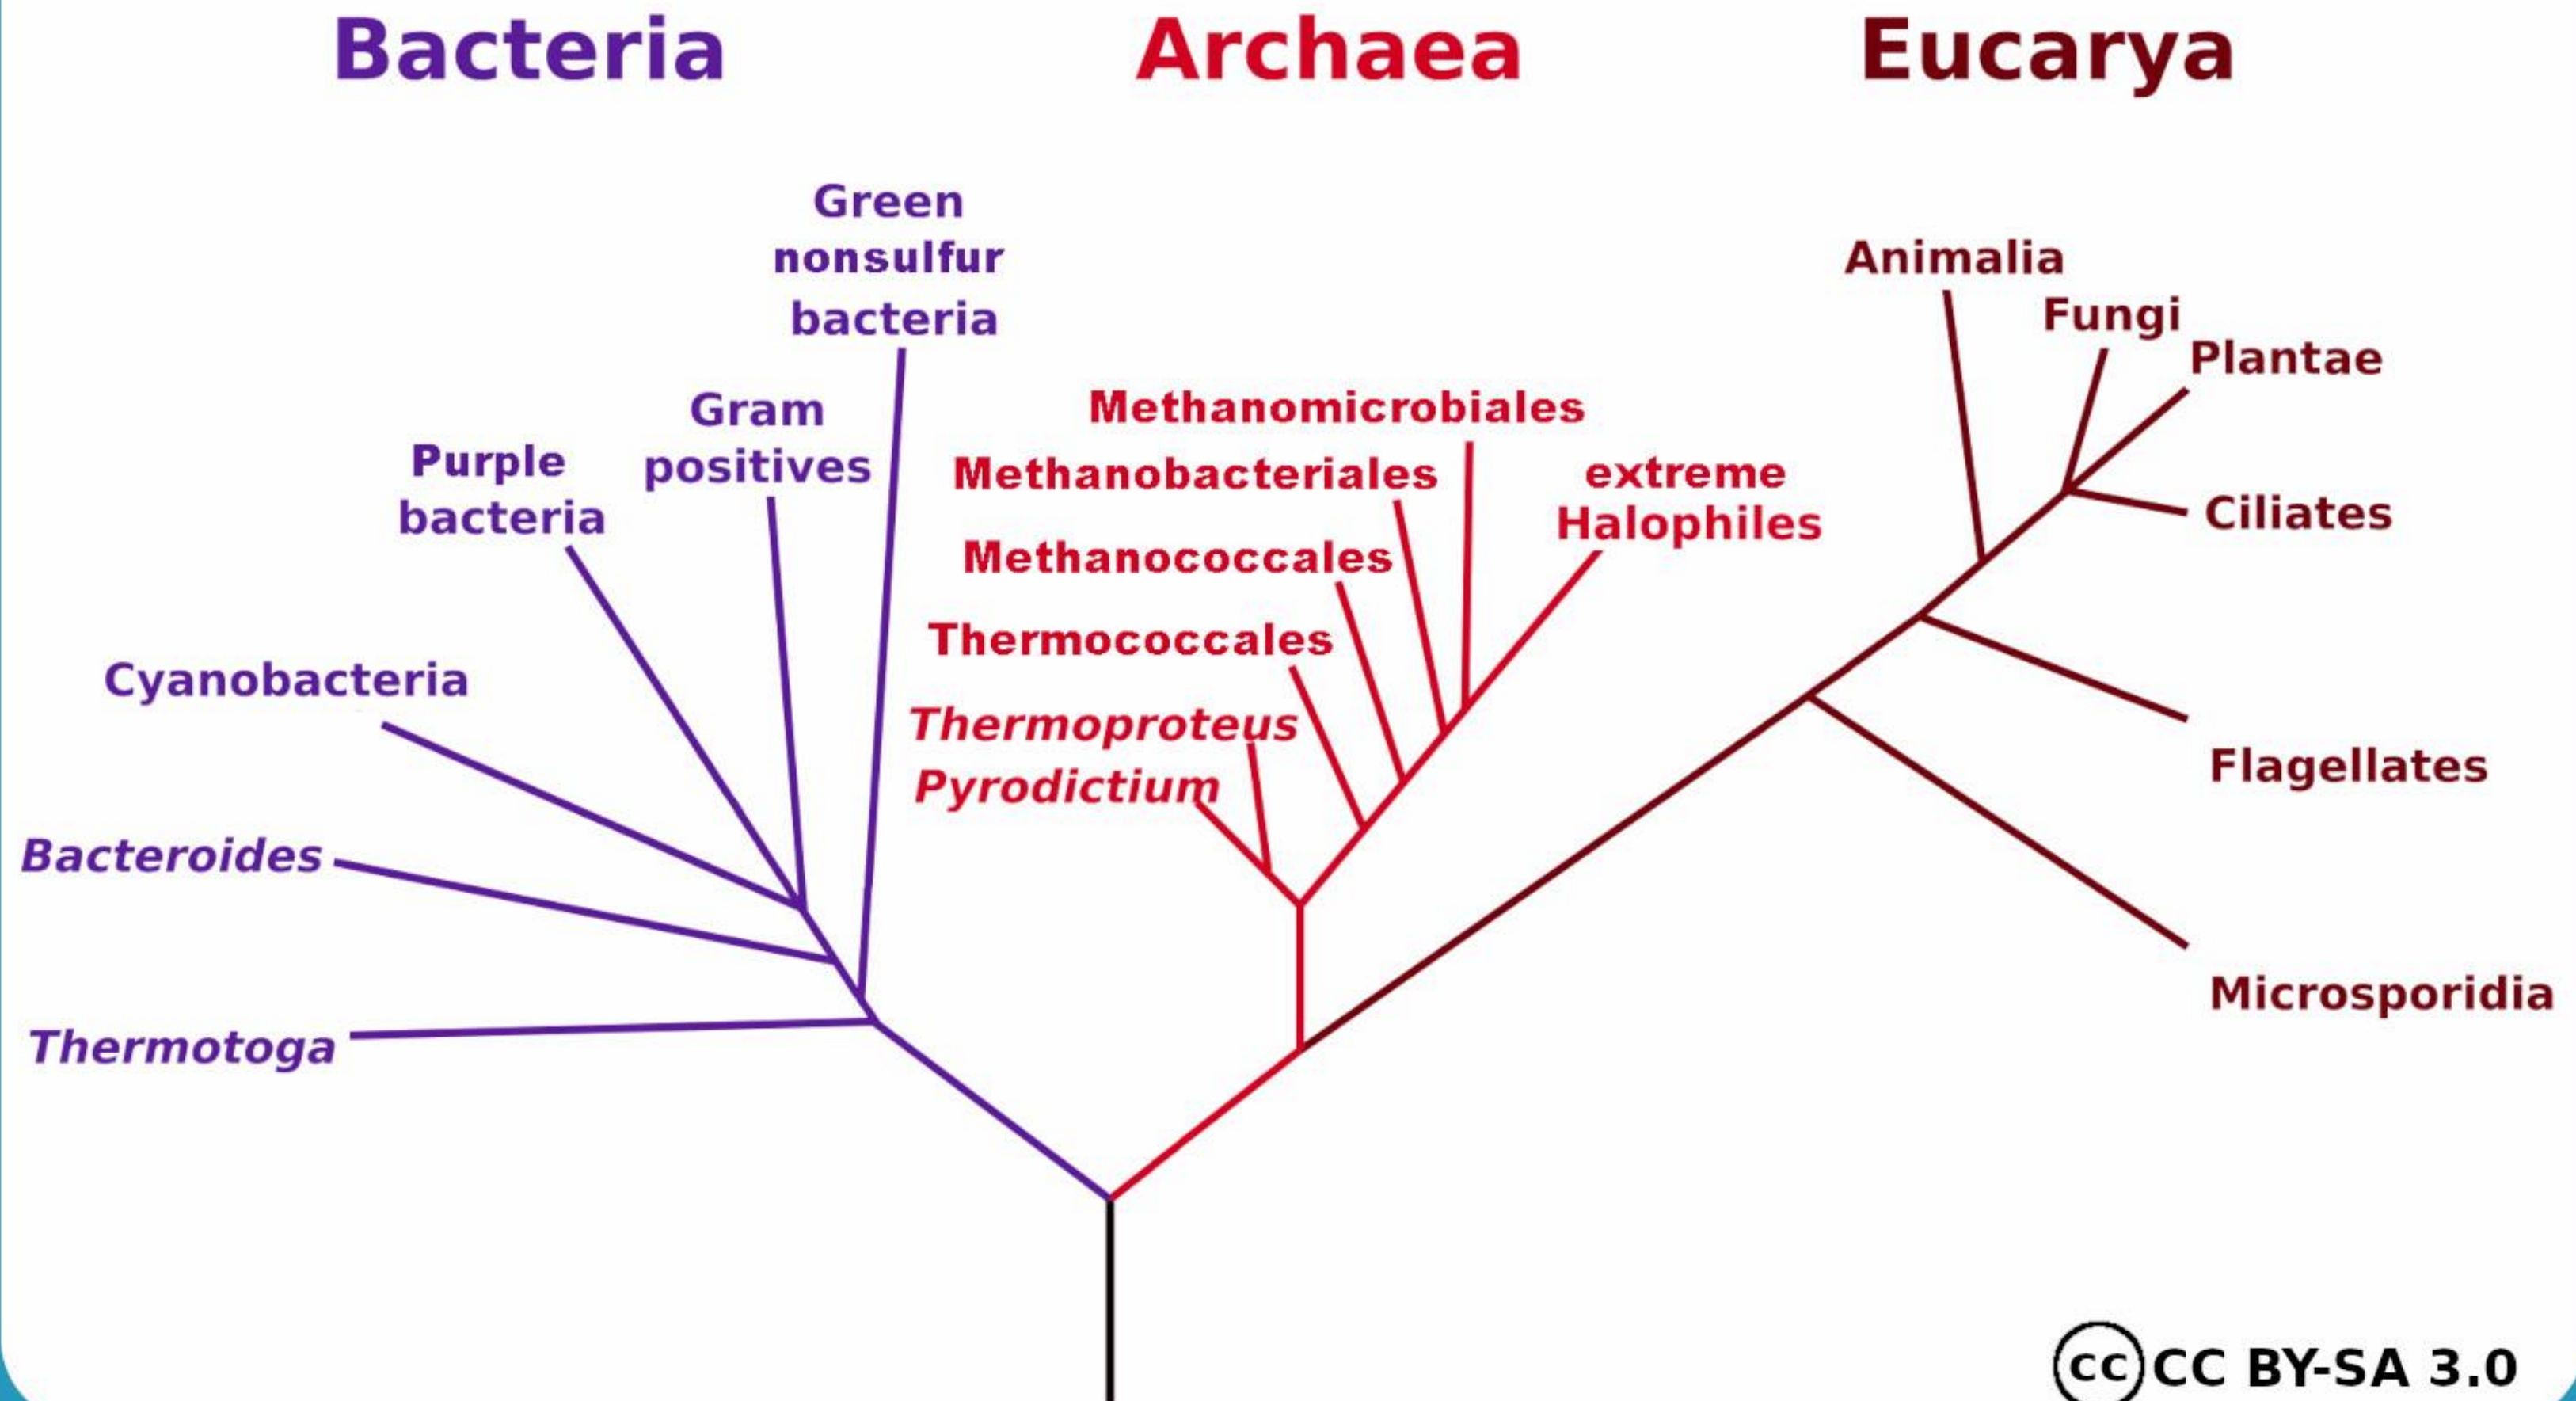 Bacteria
Archaea
Eucarya
Green
nonsulfur
bacteria
Gram
positives
Purple
bacteria
Cyanobacteria
Bacteroides
Thermotoga
Methanomicrobiales
Methanobacteriales
extreme
Halophiles
Methanococcales
Thermococcales
Thermoproteus
Pyrodictium
Animalia
Fungi
Plantae
Ciliates
Flagellates
Microsporidia
cc CC BY-SA 3.0